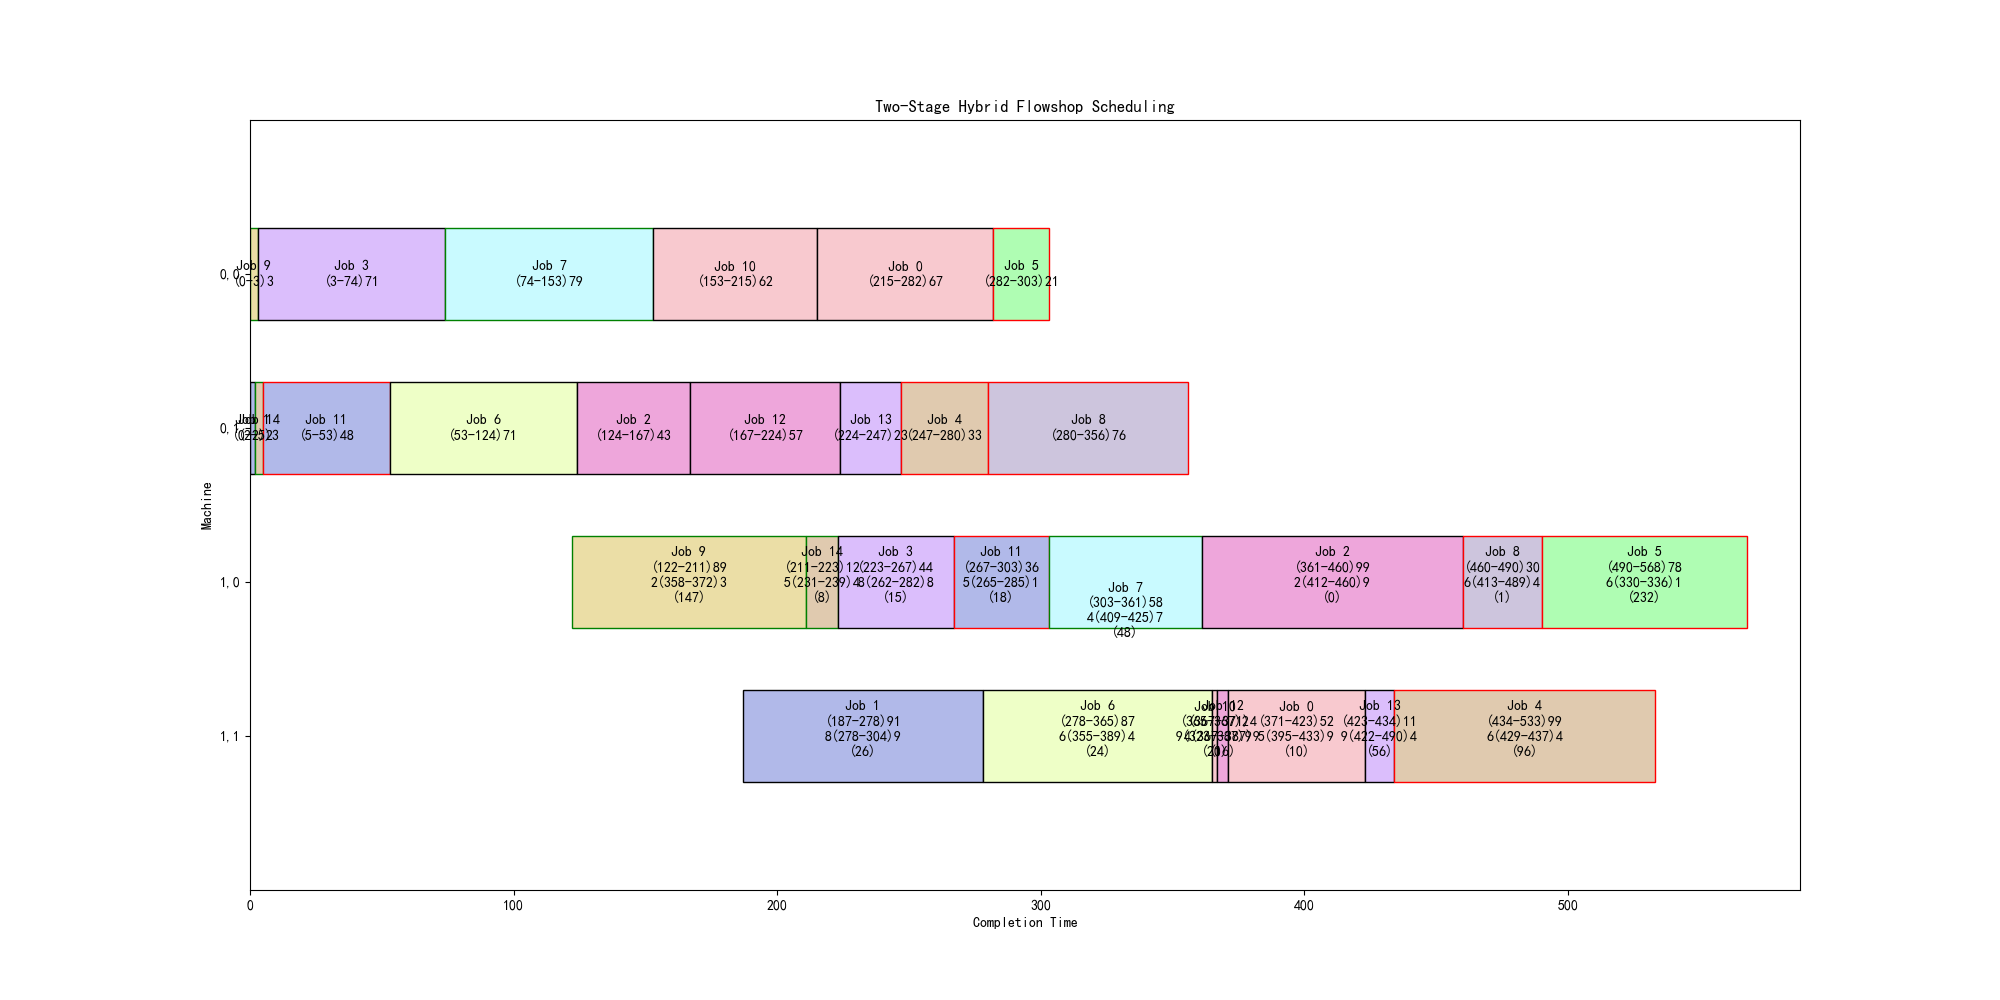 Two-Stage Hybrid Flowshop Scheduling
Machine
0,0
Job 9
(0-3)3
Job 3
(3-74)71
Job 7
(74-153)79
Job 10
(153-215)62
Job 0
(215-282)67
Job 5
(282-303)21
0,1
Job 14
Job 11
(5-53)48
Job 6
(53-124)71
Job 2
(124-167)43
Job 12
(167-224)57
Job 13
(224-247)23
Job 4
(247-280)33
Job 8
(280-356)76
1,0
Job 9
(122-211)89
2(358-372)3
(147)
Job 14
(211-223)12
5(231-239)4
(8)
Job 3
(223-267)44
8(262-282)8
(15)
Job 11
(267-303)36
5(265-285)1
(18)
Job 7
(303-361)58
4(409-425)7
(48)
Job 2
(361-460)99
2(412-460)9
(0)
Job 8
(460-490)30
6(413-489)4
(1)
Job 5
(490-568)78
6(330-336)1
(232)
1,1
Job 1
(187-278)91
8(278-304)9
(26)
Job 6
(278-365)87
6(355-389)4
(24)
Job 12
Job 0
(371-423)52
5(395-433)9
(10)
Job 13
(423-434)11
9(422-490)4
(56)
Job 4
(434-533)99
6(429-437)4
(96)
0
100
200
300
400
500
Completion Time